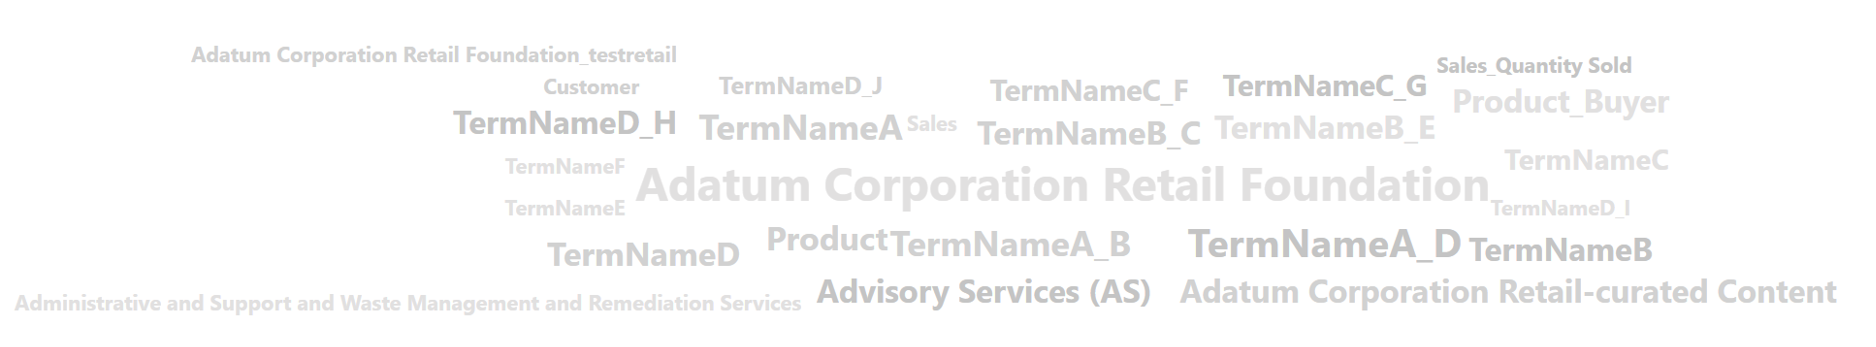 Adatum Corporation Retail Foundation_testretail
Sales_Quantity Sold
Customer
TermNameD_J
TermNameC_F
TermNameC_G
Product_Buyer
TermNameD_H
TermNameA
Sales
TermNameB_C
TermNameB_E
TermNameF
Adatum Corporation Retail Foundation
TermNameC
TermNameE
TermNameD_I
TermNameD
Product
TermNameA_B
TermNameA_D
TermNameB
Administrative and Support and Waste Management and Remediation Services
Advisory Services (AS)
Adatum Corporation Retail-curated Content